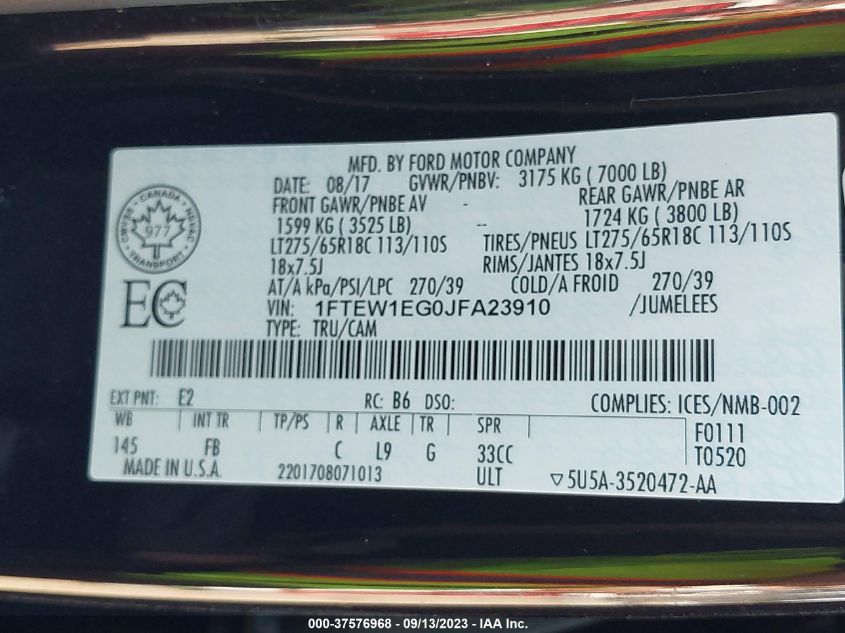 MFD. BY FORD MOTOR COMPANY
DATE: 08/17 GVWR/PNBV: 3175 KG ( 7000 LB)
FRONT GAWR/PNBE AV - REAR GAWR/PNBE AR
1599 KG ( 3525 LB) -- 1724 KG ( 3800 LB)
LT275/65R18C 113/110S TIRES/PNEUS LT275/65R18C 113/110S
18x7.5J RIMS/JANTES 18x7.5J
AT/A kPa/PSI/LPC 270/39 COLD/A FROID 270/39
VIN: 1FTEW1EG0JFA23910 /JUMELEES
TYPE: TRU/CAM
CANADA
977
TRANSPORT
EC
EXT PNT: E2 RC: B6 DSO: COMPLIES: ICES/NMB-002
WB INT TR TP/PS R AXLE TR SPR F0111
145 FB C L9 G 33CC T0520
MADE IN U.S.A. 2201708071013 ULT ▽5U5A-3520472-AA
000-37576968 - 09/13/2023 - IAA Inc.